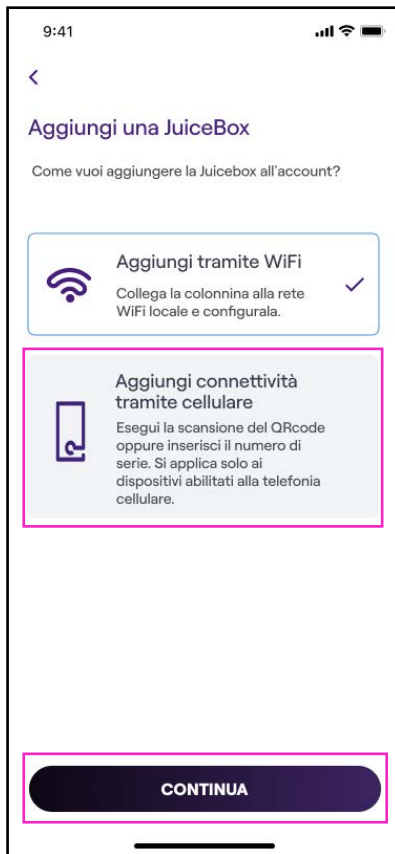 9:41
Aggiungi una JuiceBox
Come vuoi aggiungere la Juicebox all'account?
Aggiungi tramite WiFi
Collega la colonnina alla rete
WiFi locale e configurala.
Aggiungi connettività
tramite cellulare
Esegui la scansione del QRcode
oppure inserisci il numero di
serie. Si applica solo ai
dispositivi abilitati alla telefonia
cellulare.
CONTINUA